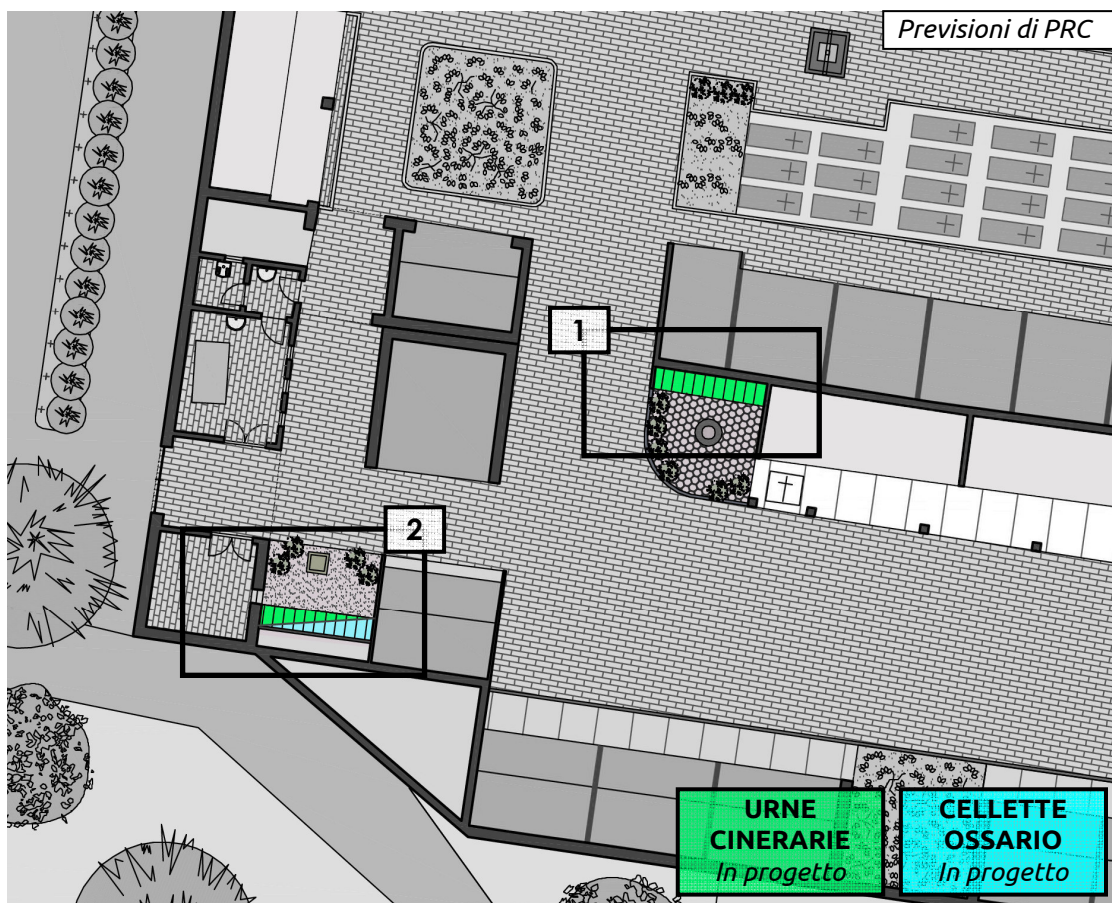 Previsioni di PRC
1
2
URNE
CINERARIE
In progetto
CELLETTE
OSSARIO
In progetto